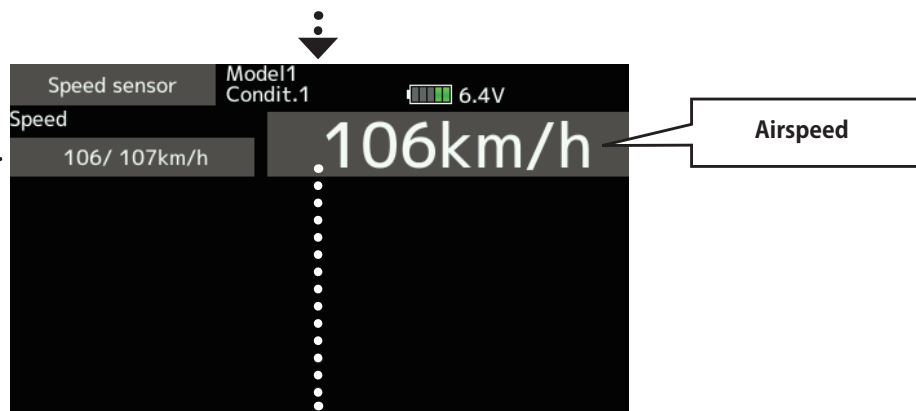 Speed sensor
Model1
Condit.1
6.4V
Speed
106/ 107km/h
106km/h
Airspeed